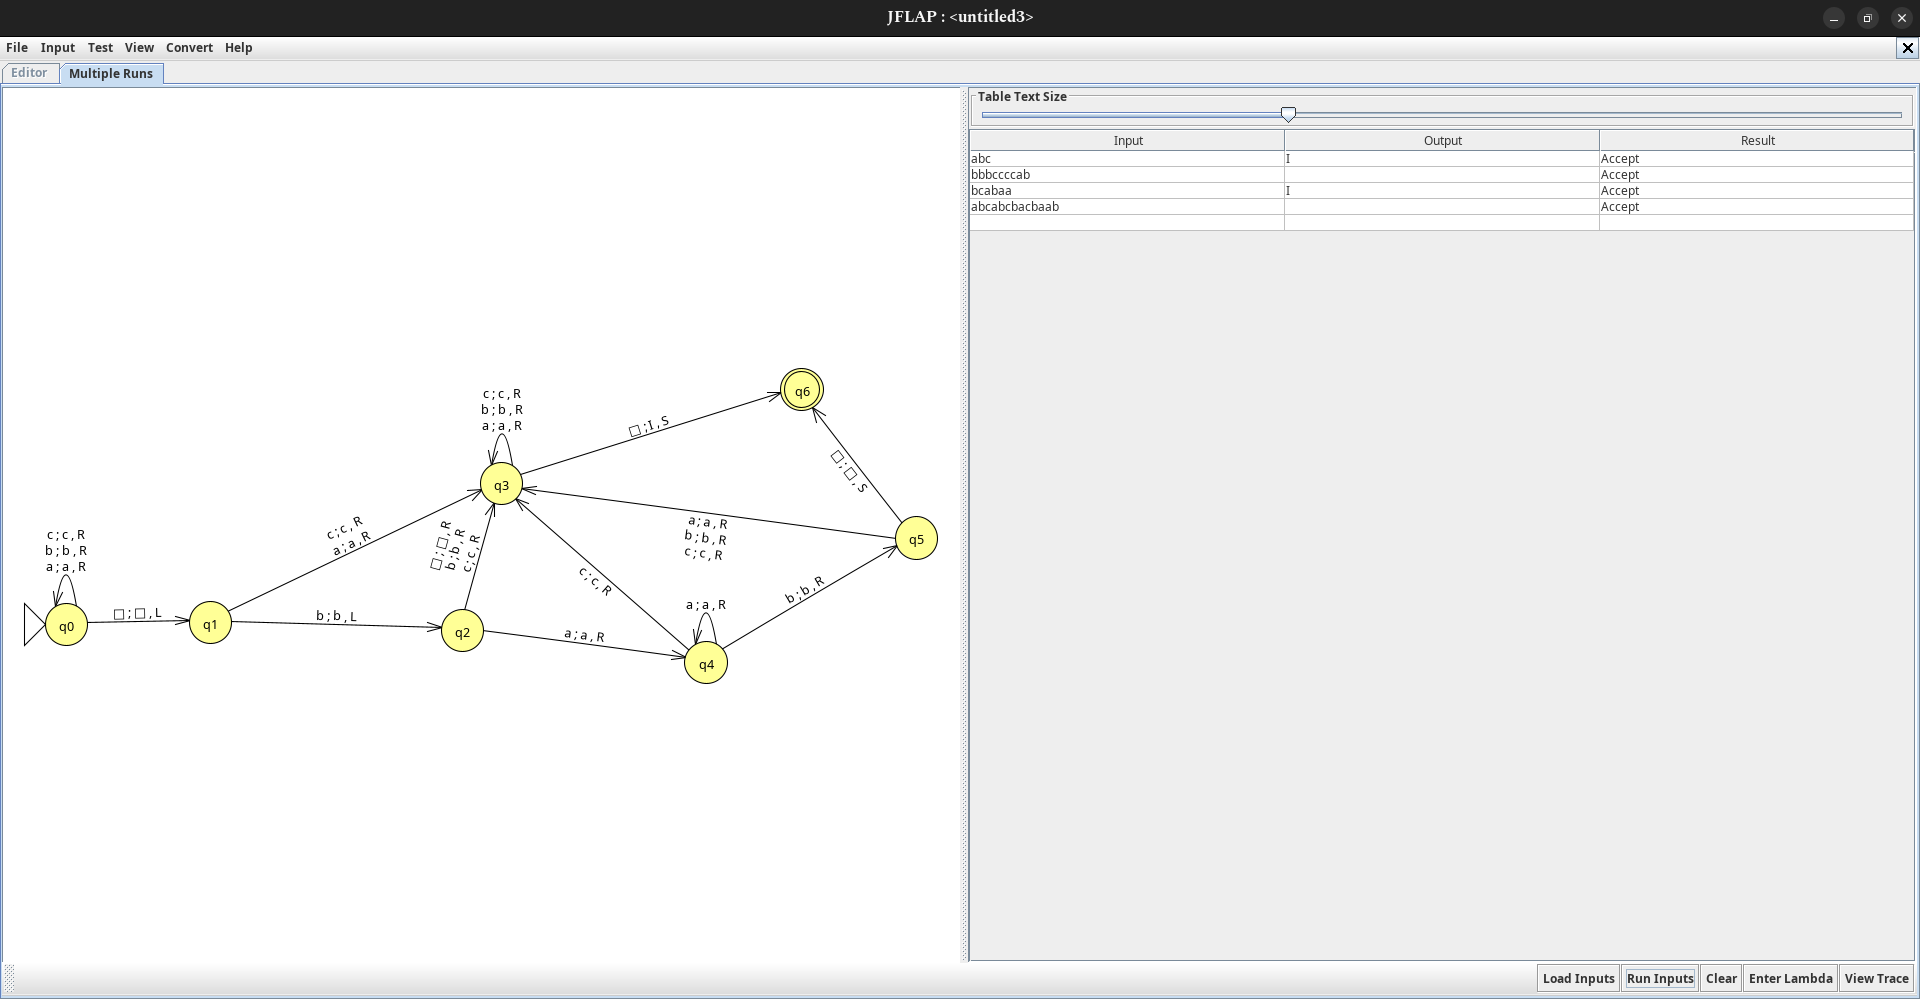 JFLAP : <untitled3>
File Input Test View Convert Help
Editor Multiple Runs
Table Text Size
Input Output Result
abc I Accept
bbbccccab Accept
bcabaa I Accept
abcabcbacbaab Accept
q6
c;c,R
b;b,R
a;a,R
□;I,S
q3
□;□,S
c;c,R
a;a,R
□;□,R
b;b,R
c;c,R
a;a,R
b;b,R
c;c,R
q5
c;c,R
b;b,R
a;a,R
c;c,R
b;b,R
a;a,R
q0
□;□,L
q1
b;b,L
q2
a;a,R
q4
Load Inputs Run Inputs Clear Enter Lambda View Trace